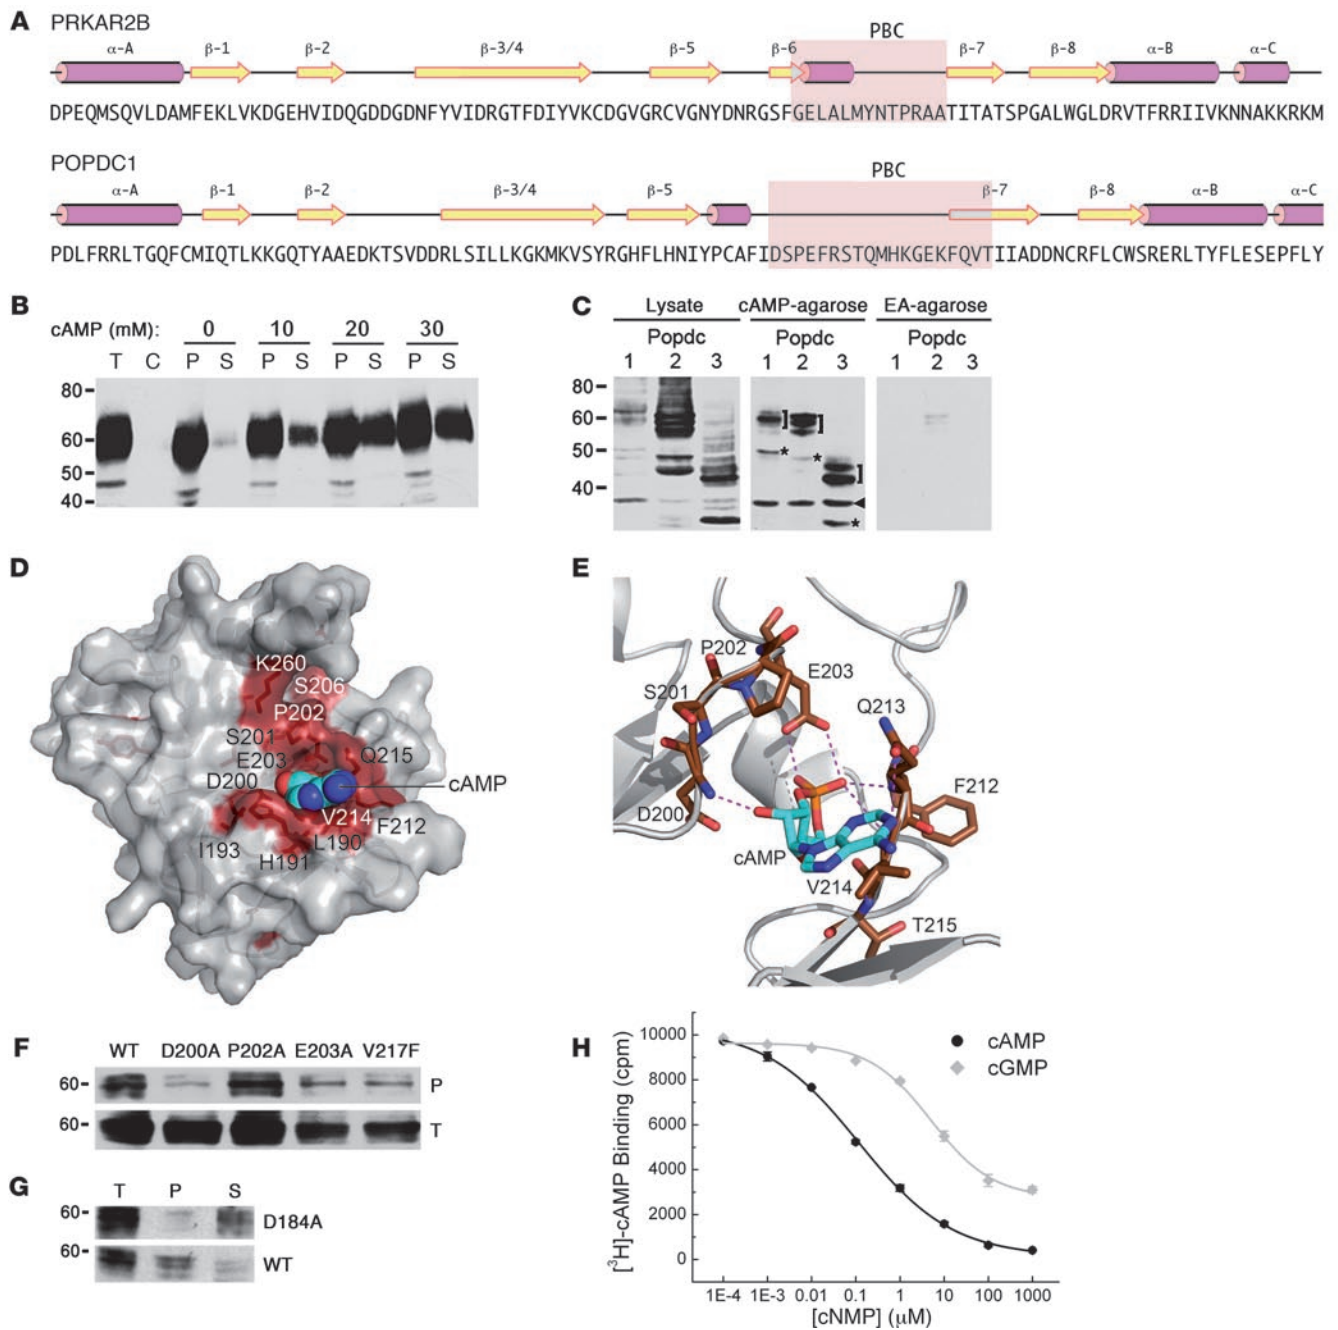 A
PRKAR2B
PBC
α-A β-1 β-2 β-3/4 β-5 β-6 β-7 β-8 α-B α-C
DPEQMSQVLDAMFEKLVKDGEHVIDQGDDGDNFYVIDRGTFDIYVKCDGVGRCVGNYDNRGSFGELALMYNTPRAATITATSPGALWGLDRVTFRRIIVKNNAKKRKM
POPDC1
PBC
α-A β-1 β-2 β-3/4 β-5 β-7 β-8 α-B α-C
PDLFRRLTGQFCMIQTLKKGQTYAAEDKTSVDDRLSILLKGKMKVSYRGHFLHNIYPCAFIDSPEFRSTQMHKGEKFQVTIIADDNCRFLCWSRERLTYFLESEPFLY
B
cAMP (mM): 0 10 20 30
T C P S P S P S P S
80
60
50
40
C
Lysate cAMP-agarose EA-agarose
Popdc Popdc Popdc
1 2 3 1 2 3 1 2 3
80
60
50
40
*
*
*
D
K260
S206
P202
S201
E203
Q215
D200
cAMP
V214
F212
L190
I193
H191
E
P202
E203
S201
Q213
F212
D200
cAMP
V214
T215
F
WT D200A P202A E203A V217F
60 P
60 T
G
T P S
60 D184A
60 WT
H
[³H]-cAMP Binding (cpm)
10000
8000
6000
4000
2000
0
cAMP
cGMP
1E-4 1E-3 0.01 0.1 1 10 100 1000
[cNMP] (μM)